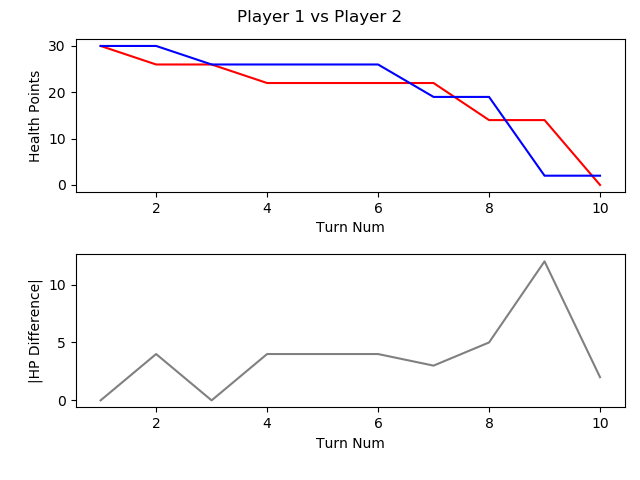 Player 1 vs Player 2
30
20
10
0
Health Points
2 4 6 8 10
Turn Num
10
5
0
|HP Difference|
2 4 6 8 10
Turn Num